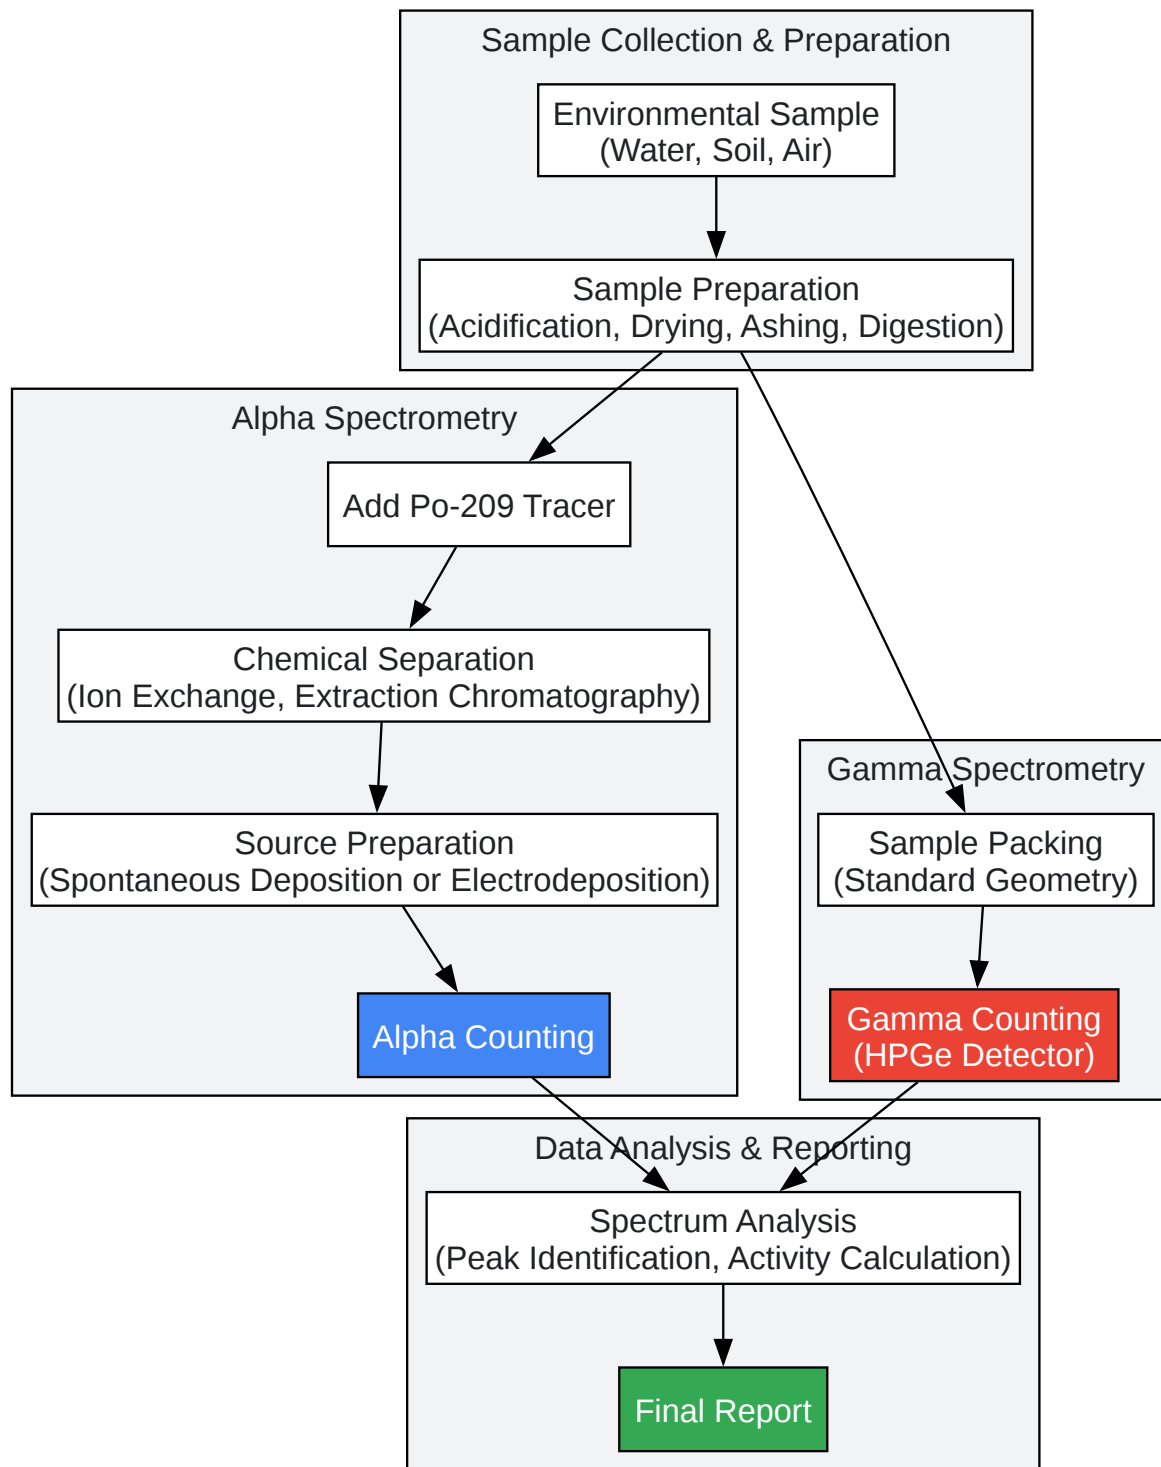 Sample Collection & Preparation
Environmental Sample
(Water, Soil, Air)
Sample Preparation
(Acidification, Drying, Ashing, Digestion)
Alpha Spectrometry
Add Po-209 Tracer
Chemical Separation
(Ion Exchange, Extraction Chromatography)
Source Preparation
(Spontaneous Deposition or Electrodeposition)
Alpha Counting
Gamma Spectrometry
Sample Packing
(Standard Geometry)
Gamma Counting
(HPGe Detector)
Data Analysis & Reporting
Spectrum Analysis
(Peak Identification, Activity Calculation)
Final Report